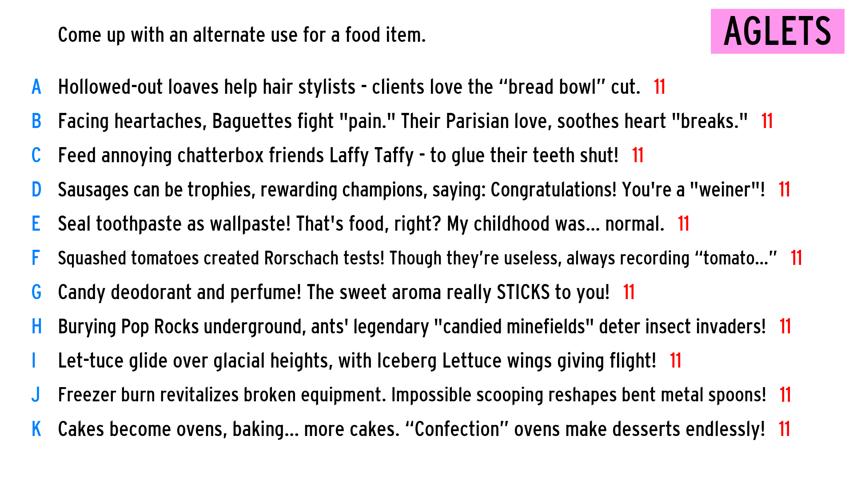 AGLETS
Come up with an alternate use for a food item.
A Hollowed-out loaves help hair stylists - clients love the “bread bowl” cut. 11
B Facing heartaches, Baguettes fight "pain." Their Parisian love, soothes heart "breaks." 11
C Feed annoying chatterbox friends Laffy Taffy - to glue their teeth shut! 11
D Sausages can be trophies, rewarding champions, saying: Congratulations! You're a "weiner"! 11
E Seal toothpaste as wallpaste! That's food, right? My childhood was... normal. 11
F Squashed tomatoes created Rorschach tests! Though they’re useless, always recording “tomato...” 11
G Candy deodorant and perfume! The sweet aroma really STICKS to you! 11
H Burying Pop Rocks underground, ants' legendary "candied minefields" deter insect invaders! 11
I Let-tuce glide over glacial heights, with Iceberg Lettuce wings giving flight! 11
J Freezer burn revitalizes broken equipment. Impossible scooping reshapes bent metal spoons! 11
K Cakes become ovens, baking... more cakes. “Confection” ovens make desserts endlessly! 11